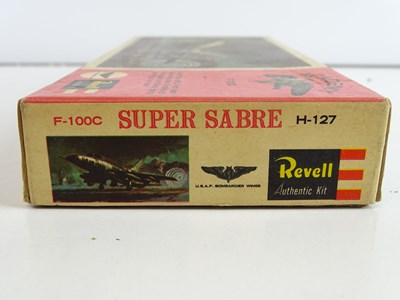 F-100C SUPER SABRE H-127
U.S.A.F. BOMBARDIER WINGS
Revell
Authentic Kit